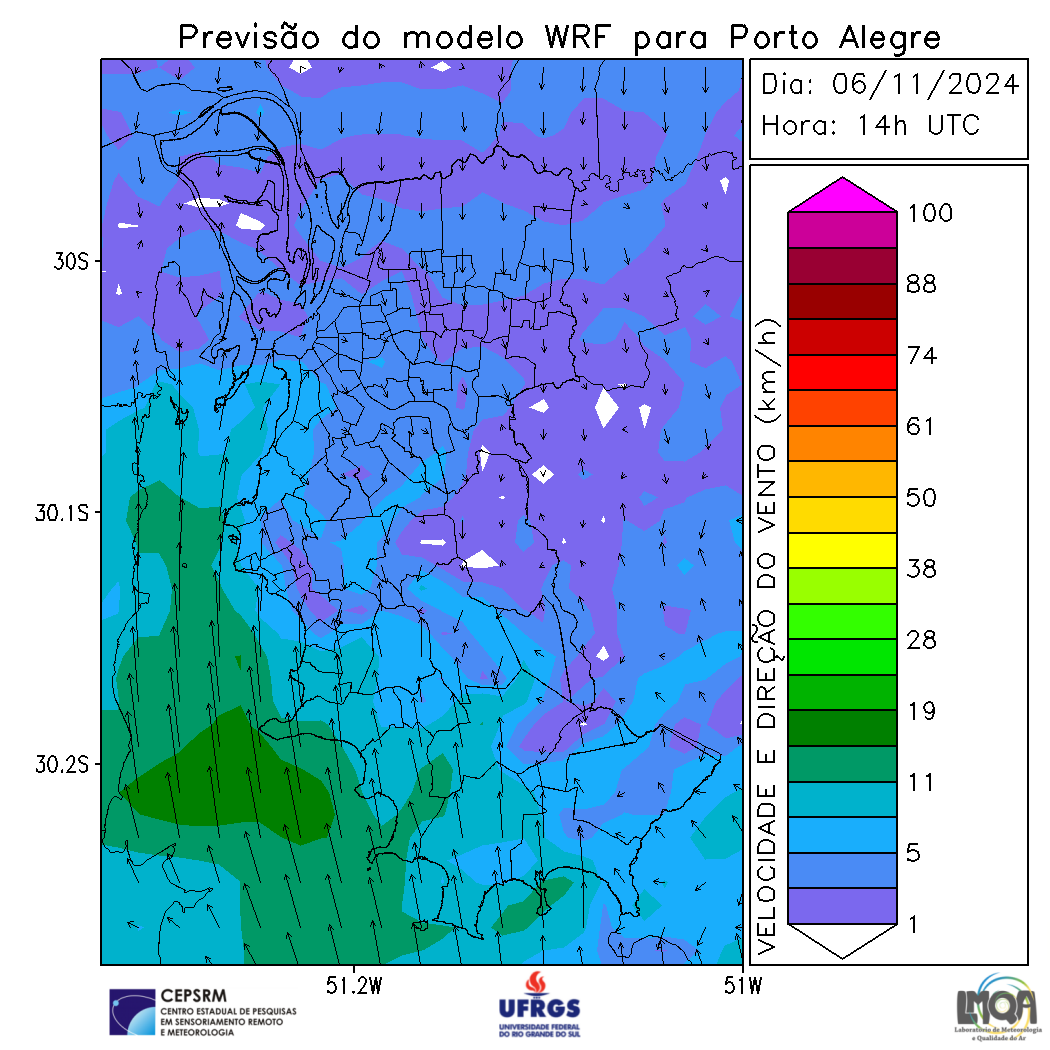 Previsão do modelo WRF para Porto Alegre
Dia: 06/11/2024
Hora: 14h UTC
30S
30.1S
30.2S
51.2W
51W
VELOCIDADE E DIREÇÃO DO VENTO (km/h)
100
88
74
61
50
38
28
19
11
5
1
CEPSRM
CENTRO ESTADUAL DE PESQUISAS
EM SENSORIAMENTO REMOTO
E METEOROLOGIA
UFRGS
UNIVERSIDADE FEDERAL
DO RIO GRANDE DO SUL
LMQA
Laboratório de Meteorologia
e Qualidade do Ar